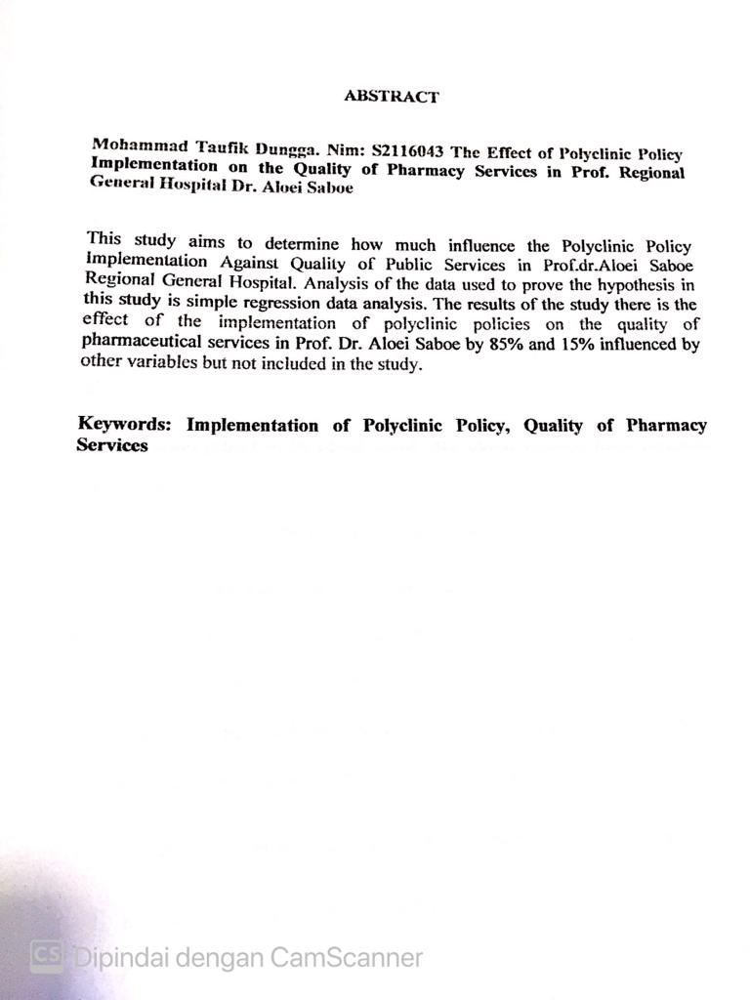 ABSTRACT
Mohammad Taufik Dungga. Nim: S2116043 The Effect of Polyclinic Policy
Implementation on the Quality of Pharmacy Services in Prof. Regional
General Hospital Dr. Aloei Saboe
This study aims to determine how much influence the Polyclinic Policy
Implementation Against Quality of Public Services in Prof.dr.Aloei Saboe
Regional General Hospital. Analysis of the data used to prove the hypothesis in
this study is simple regression data analysis. The results of the study there is the
effect of the implementation of polyclinic policies on the quality of
pharmaceutical services in Prof. Dr. Aloei Saboe by 85% and 15% influenced by
other variables but not included in the study.
Keywords: Implementation of Polyclinic Policy, Quality of Pharmacy
Services
CS Dipindai dengan CamScanner